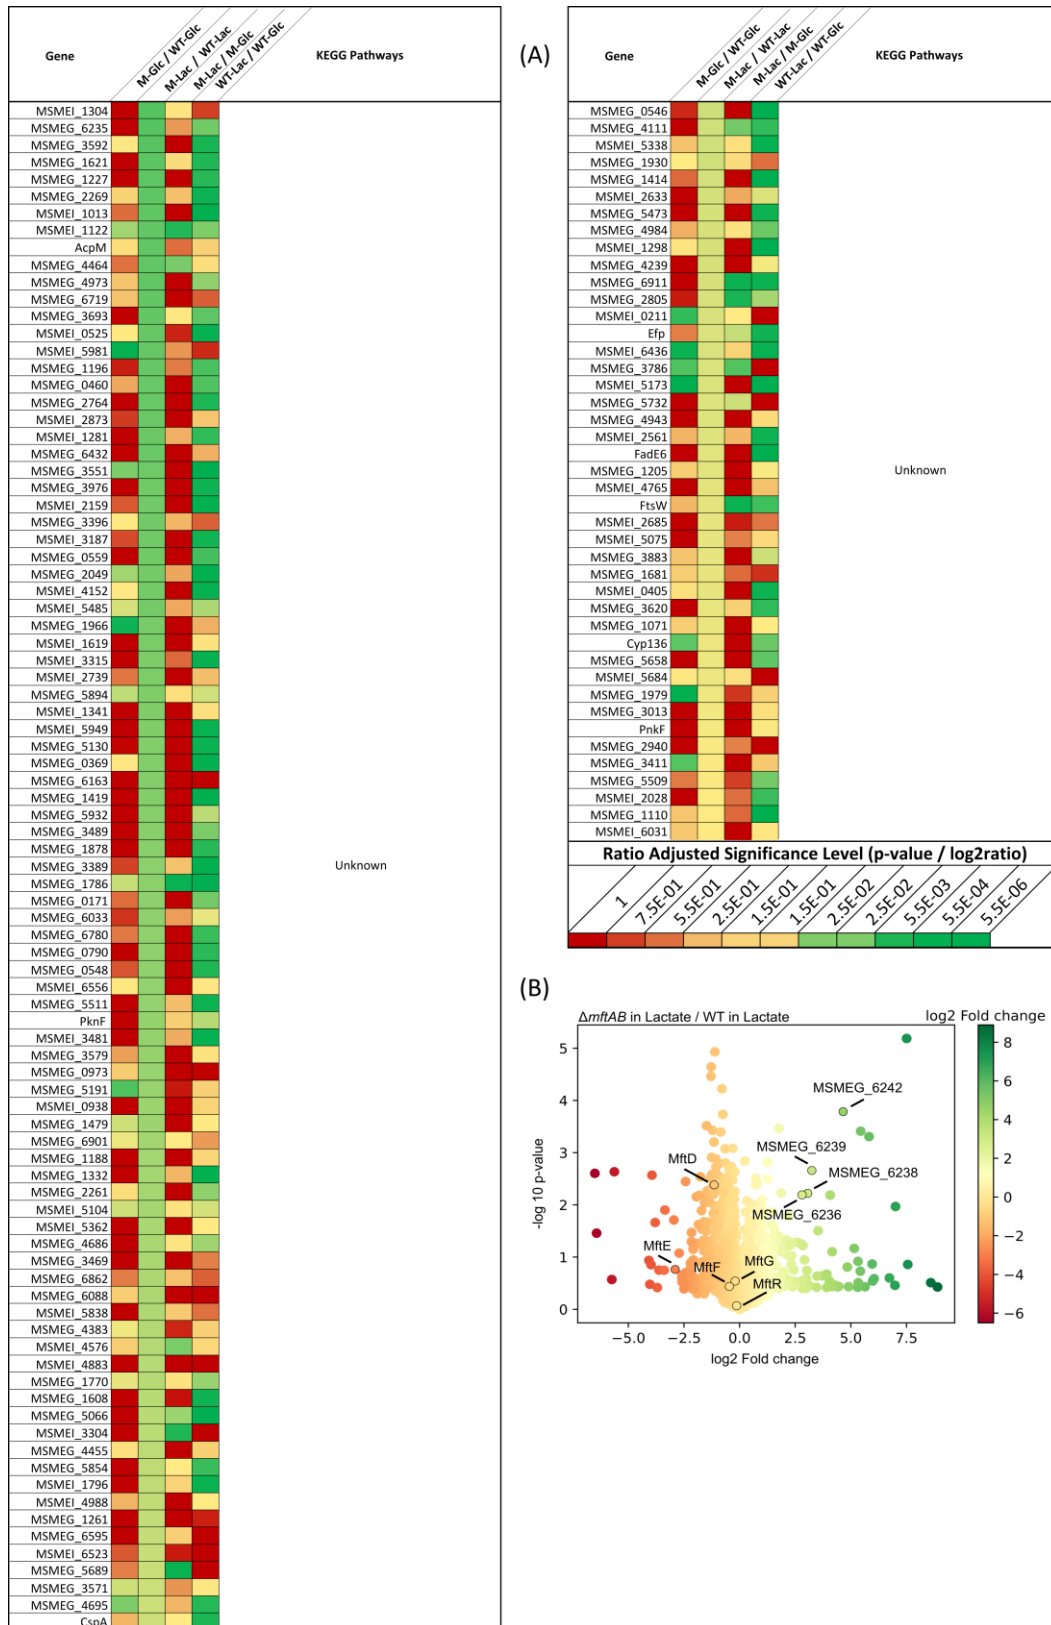 Gene
M-Glc / WT-Glc
M-Lac / WT-Lac
M-Lac / M-Glc
WT-Lac / WT-Glc
KEGG Pathways
MSMEI_1304
MSMEG_6235
MSMEG_3592
MSMEG_1621
MSMEG_1227
MSMEG_2269
MSMEI_1013
MSMEI_1122
AcpM
MSMEG_4464
MSMEG_4973
MSMEG_6719
MSMEG_3693
MSMEI_0525
MSMEI_5981
MSMEG_1196
MSMEG_0460
MSMEG_2764
MSMEI_2873
MSMEI_1281
MSMEG_6432
MSMEG_3551
MSMEG_3976
MSMEI_2159
MSMEG_3396
MSMEI_3187
MSMEG_0559
MSMEG_2049
MSMEI_4152
MSMEI_5485
MSMEG_1966
MSMEI_1619
MSMEI_3315
MSMEI_2739
MSMEG_5894
MSMEI_1341
MSMEI_5949
MSMEG_5130
MSMEG_0369
MSMEG_6163
MSMEG_1419
MSMEG_5932
MSMEG_3489
MSMEG_1878
MSMEG_3389
MSMEG_1786
MSMEG_0171
MSMEG_6033
MSMEG_6780
MSMEG_0790
MSMEG_0548
MSMEI_6556
MSMEG_5511
PknF
MSMEI_3481
MSMEG_3579
MSMEG_0973
MSMEG_5191
MSMEI_0938
MSMEG_1479
MSMEG_6901
MSMEG_1188
MSMEG_1332
MSMEG_2261
MSMEG_5104
MSMEI_5362
MSMEG_4686
MSMEG_3469
MSMEG_6862
MSMEG_6088
MSMEI_5838
MSMEG_4383
MSMEI_4576
MSMEI_4883
MSMEG_1770
MSMEG_1608
MSMEG_5066
MSMEI_3304
MSMEG_4455
MSMEG_5854
MSMEI_1796
MSMEI_4988
MSMEG_1261
MSMEG_6595
MSMEI_6523
MSMEG_5689
MSMEG_3571
MSMEG_4695
CspA
Unknown
(A)
Gene
M-Glc / WT-Glc
M-Lac / WT-Lac
M-Lac / M-Glc
WT-Lac / WT-Glc
KEGG Pathways
MSMEG_0546
MSMEG_4111
MSMEI_5338
MSMEG_1930
MSMEG_1414
MSMEI_2633
MSMEG_5473
MSMEG_4984
MSMEI_1298
MSMEG_4239
MSMEG_6911
MSMEG_2805
MSMEI_0211
Efp
MSMEI_6436
MSMEG_3786
MSMEI_5173
MSMEG_5732
MSMEG_4943
MSMEI_2561
FadE6
MSMEG_1205
MSMEI_4765
FtsW
MSMEI_2685
MSMEI_5075
MSMEG_3883
MSMEG_1681
MSMEI_0405
MSMEG_3620
MSMEG_1071
Cyp136
MSMEG_5658
MSMEI_5684
MSMEG_1979
MSMEG_3013
PnkF
MSMEG_2940
MSMEG_3411
MSMEG_5509
MSMEI_2028
MSMEG_1110
MSMEI_6031
Unknown
Ratio Adjusted Significance Level (p-value / log2ratio)
1
7.5E-01
5.5E-01
2.5E-01
1.5E-01
1.5E-01
2.5E-02
2.5E-02
5.5E-03
5.5E-04
5.5E-06
(B)
ΔmftAB in Lactate / WT in Lactate
log2 Fold change
5
4
3
2
1
0
-log 10 p-value
MSMEG_6242
MSMEG_6239
MSMEG_6238
MSMEG_6236
MftD
MftE
MftF
MftG
MftR
−5.0
−2.5
0.0
2.5
5.0
7.5
log2 Fold change
8
6
4
2
0
−2
−4
−6